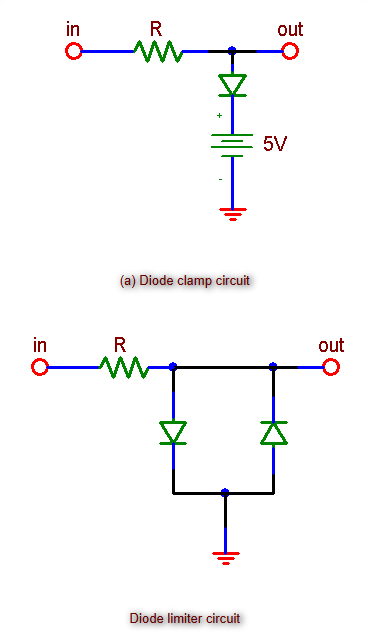 in R out
+
5V
-
(a) Diode clamp circuit
in R out
Diode limiter circuit